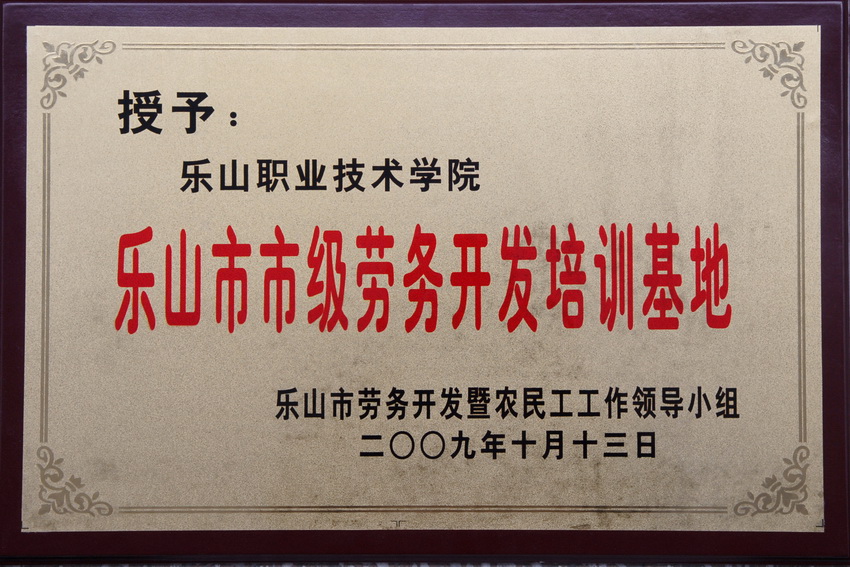 授予：
乐山职业技术学院
乐山市市级劳务开发培训基地
乐山市劳务开发暨农民工工作领导小组
二〇〇九年十月十三日